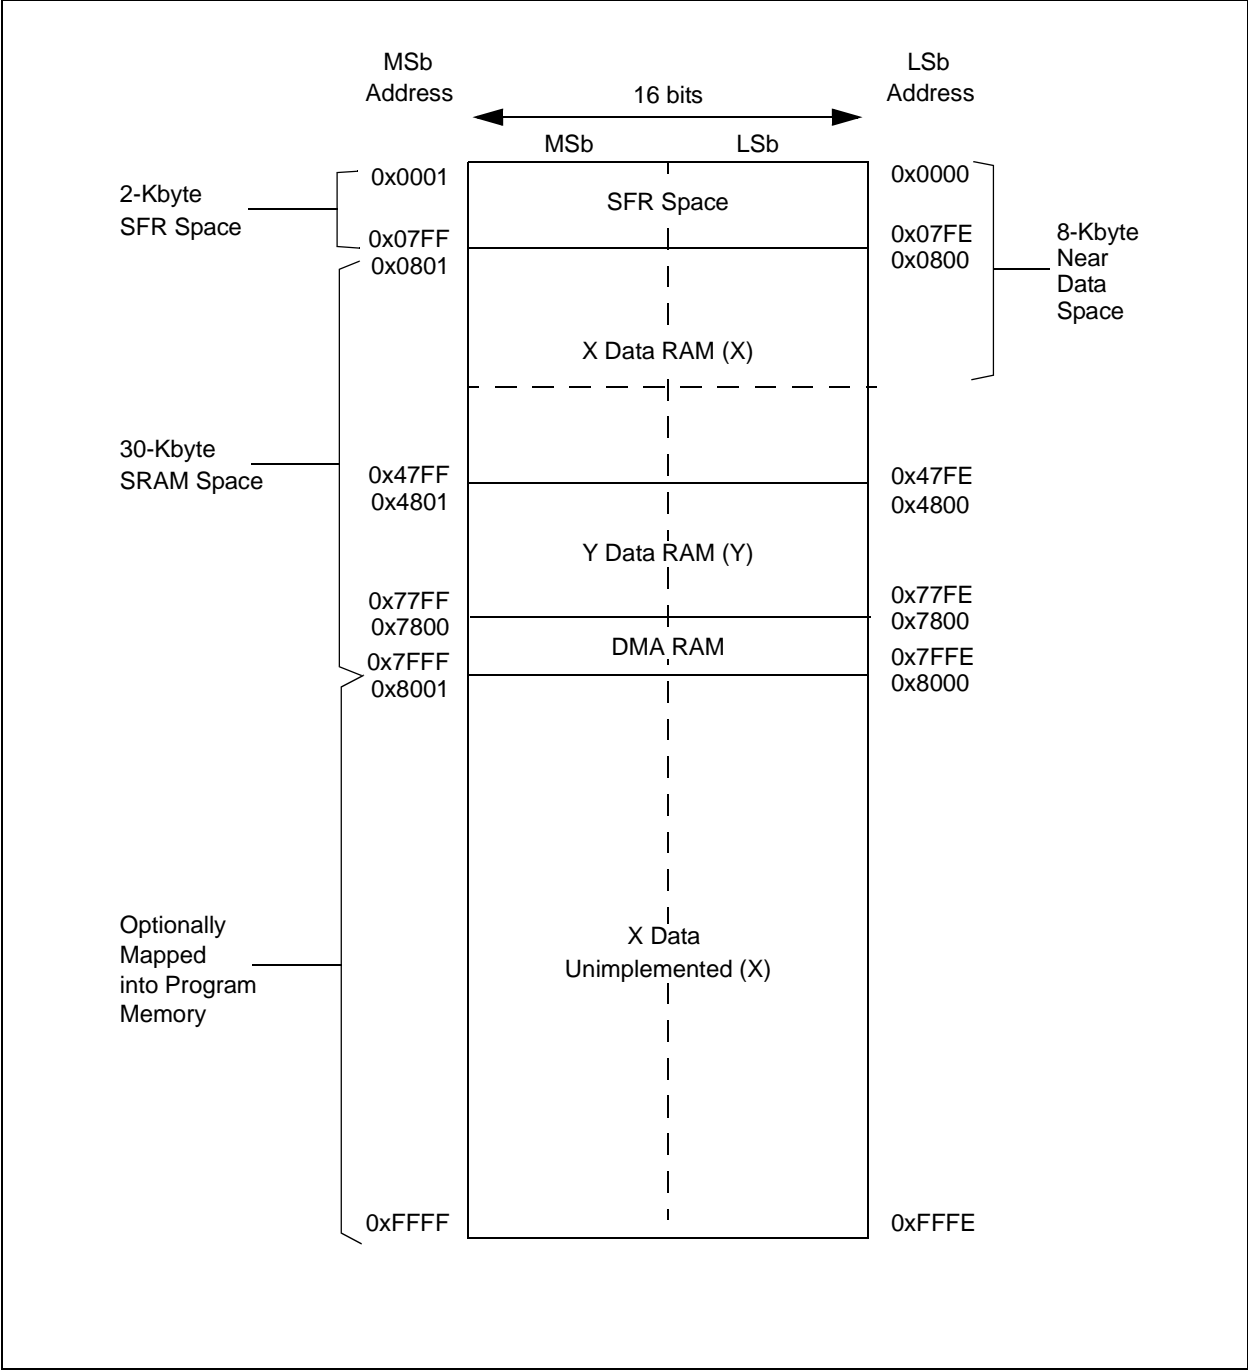 MSb
Address
16 bits
LSb
Address
MSb
LSb
2-Kbyte
SFR Space
0x0001
SFR Space
0x0000
0x07FF
0x07FE
0x0801
0x0800
8-Kbyte
Near
Data
Space
X Data RAM (X)
30-Kbyte
SRAM Space
0x47FF
0x47FE
0x4801
0x4800
Y Data RAM (Y)
0x77FF
0x77FE
0x7800
0x7800
DMA RAM
0x7FFF
0x7FFE
0x8001
0x8000
Optionally
Mapped
into Program
Memory
X Data
Unimplemented (X)
0xFFFF
0xFFFE